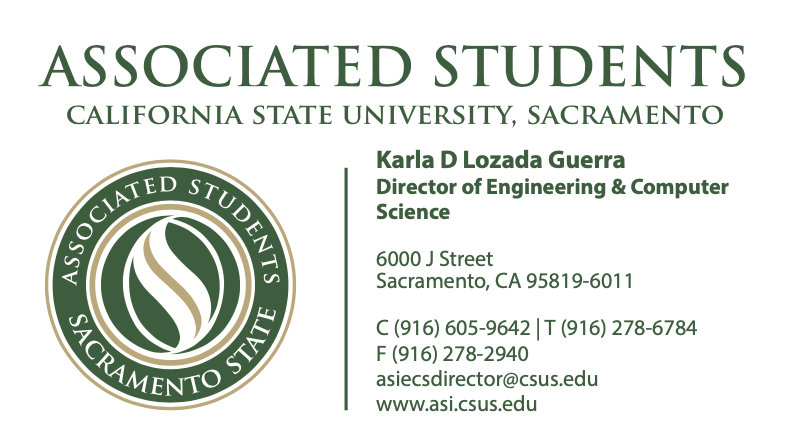 ASSOCIATED STUDENTS
CALIFORNIA STATE UNIVERSITY, SACRAMENTO
ASSOCIATED STUDENTS
SACRAMENTO STATE
Karla D Lozada Guerra
Director of Engineering & Computer
Science
6000 J Street
Sacramento, CA 95819-6011
C (916) 605-9642 | T (916) 278-6784
F (916) 278-2940
asiecsdirector@csus.edu
www.asi.csus.edu